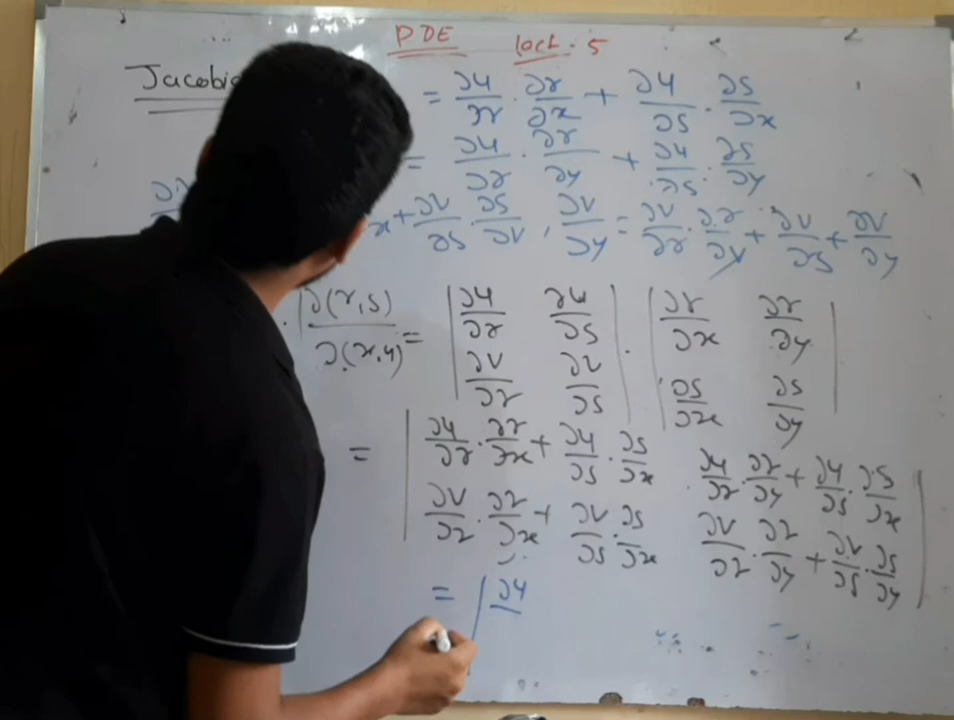 PDE Lect. 5
Jacobi
= ∂u/∂r . ∂r/∂x + ∂u/∂s . ∂s/∂x
= ∂u/∂r . ∂r/∂y + ∂u/∂s . ∂s/∂y
x + ∂v/∂s . ∂s/∂v , ∂v/∂y = ∂v/∂r . ∂r/∂y + ∂v/∂s + ∂v/∂y
. | ∂(r,s)/∂(x,y) = | ∂u/∂r ∂u/∂s | . | ∂r/∂x ∂r/∂y |
| ∂v/∂r ∂v/∂s | | ∂s/∂x ∂s/∂y |
= | ∂u/∂r . ∂r/∂x + ∂u/∂s . ∂s/∂x ∂u/∂r . ∂r/∂y + ∂u/∂s . ∂s/∂x |
| ∂v/∂r . ∂r/∂x + ∂v/∂s . ∂s/∂x ∂v/∂r . ∂r/∂y + ∂v/∂s . ∂s/∂y |
= | ∂u